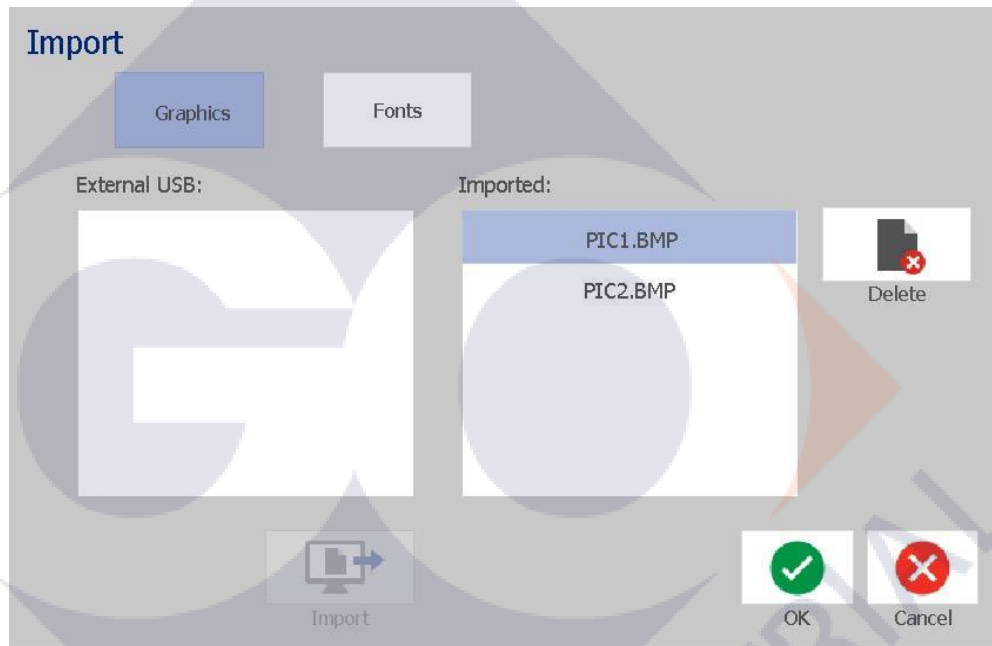 Import
Graphics
Fonts
External USB:
Imported:
PIC1.BMP
PIC2.BMP
Delete
Import
OK
Cancel